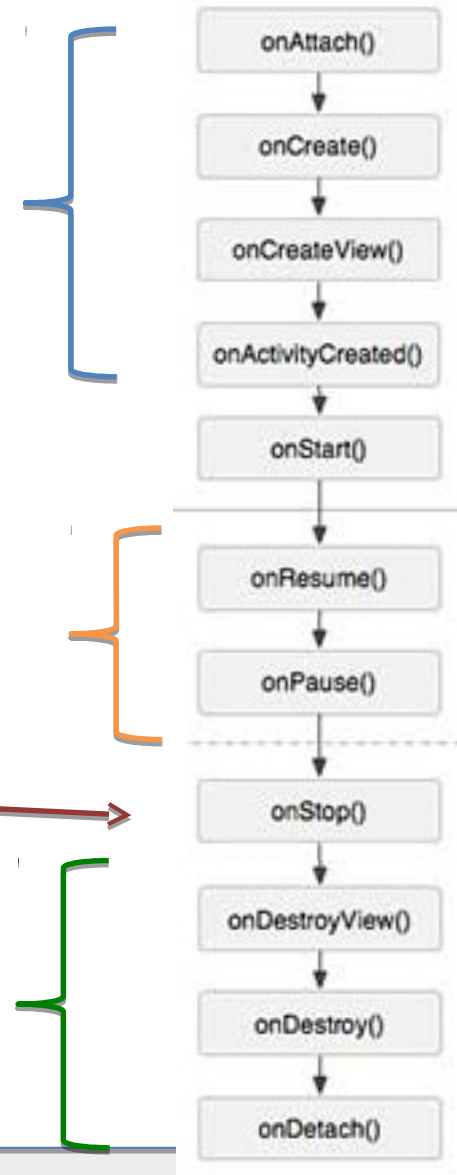 onAttach()
onCreate()
onCreateView()
onActivityCreated()
onStart()
onResume()
onPause()
onStop()
onDestroyView()
onDestroy()
onDetach()